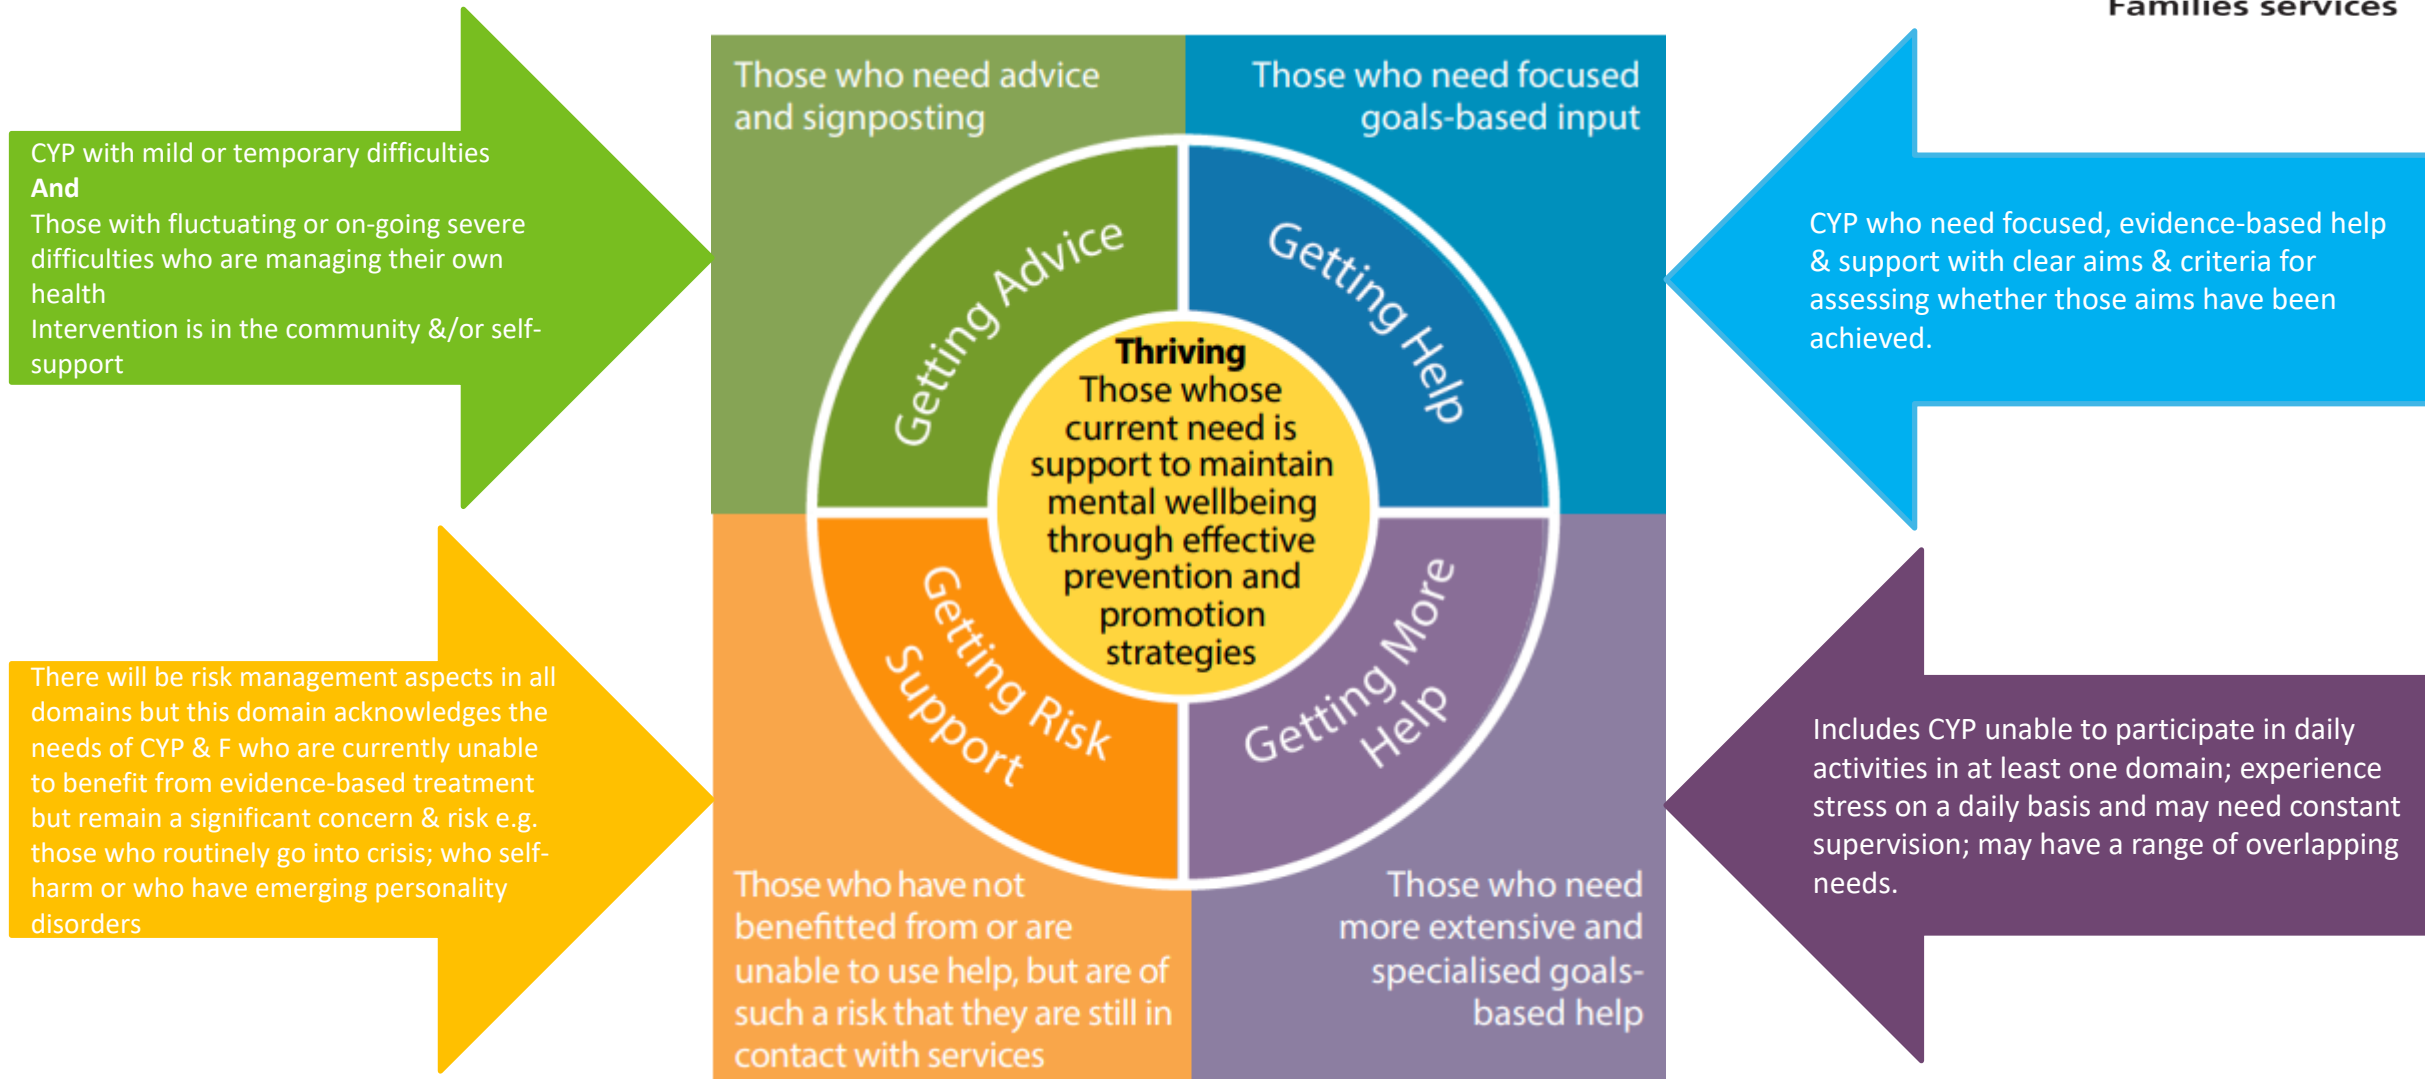 Families services
CYP with mild or temporary difficulties
And
Those with fluctuating or on-going severe
difficulties who are managing their own
health
Intervention is in the community &/or self-
support
There will be risk management aspects in all
domains but this domain acknowledges the
needs of CYP & F who are currently unable
to benefit from evidence-based treatment
but remain a significant concern & risk e.g.
those who routinely go into crisis; who self-
harm or who have emerging personality
disorders
Those who need advice
and signposting
Those who need focused
goals-based input
Getting Advice
Getting Help
Thriving
Those whose
current need is
support to maintain
mental wellbeing
through effective
prevention and
promotion
strategies
Getting Risk
Support
Getting More
Help
Those who have not
benefitted from or are
unable to use help, but are of
such a risk that they are still in
contact with services
Those who need
more extensive and
specialised goals-
based help
CYP who need focused, evidence-based help
& support with clear aims & criteria for
assessing whether those aims have been
achieved.
Includes CYP unable to participate in daily
activities in at least one domain; experience
stress on a daily basis and may need constant
supervision; may have a range of overlapping
needs.